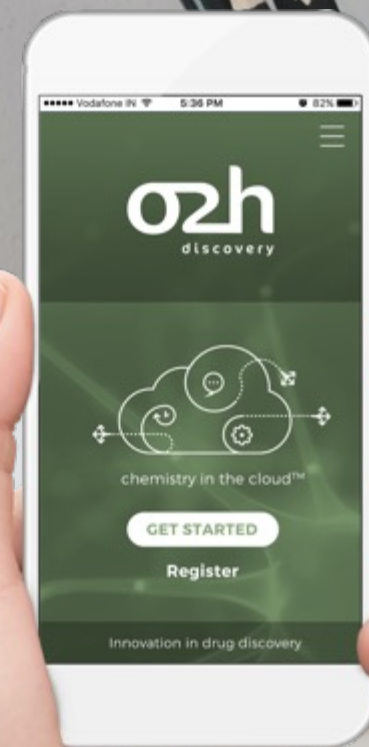 Vodafone IN 5:36 PM 82%
o2h
discovery
chemistry in the cloud™
GET STARTED
Register
Innovation in drug discovery